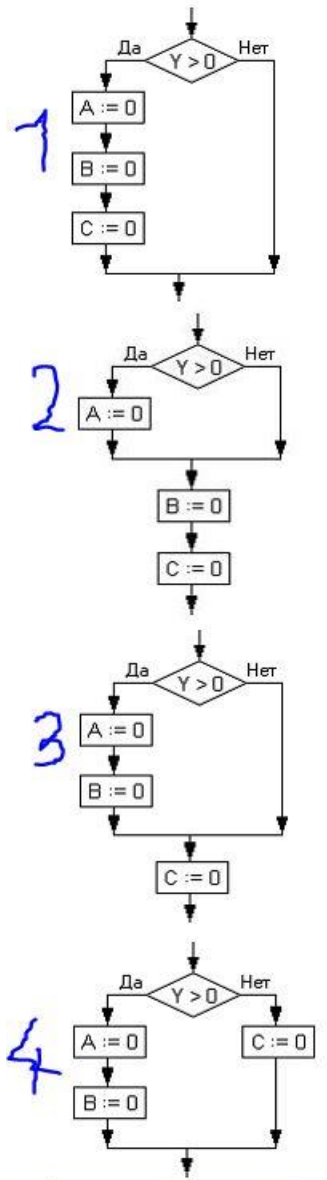 Да Y > 0 Нет
A := 0
1
B := 0
C := 0
Да Y > 0 Нет
2 A := 0
B := 0
C := 0
Да Y > 0 Нет
A := 0
3
B := 0
C := 0
Да Y > 0 Нет
A := 0 C := 0
4
B := 0